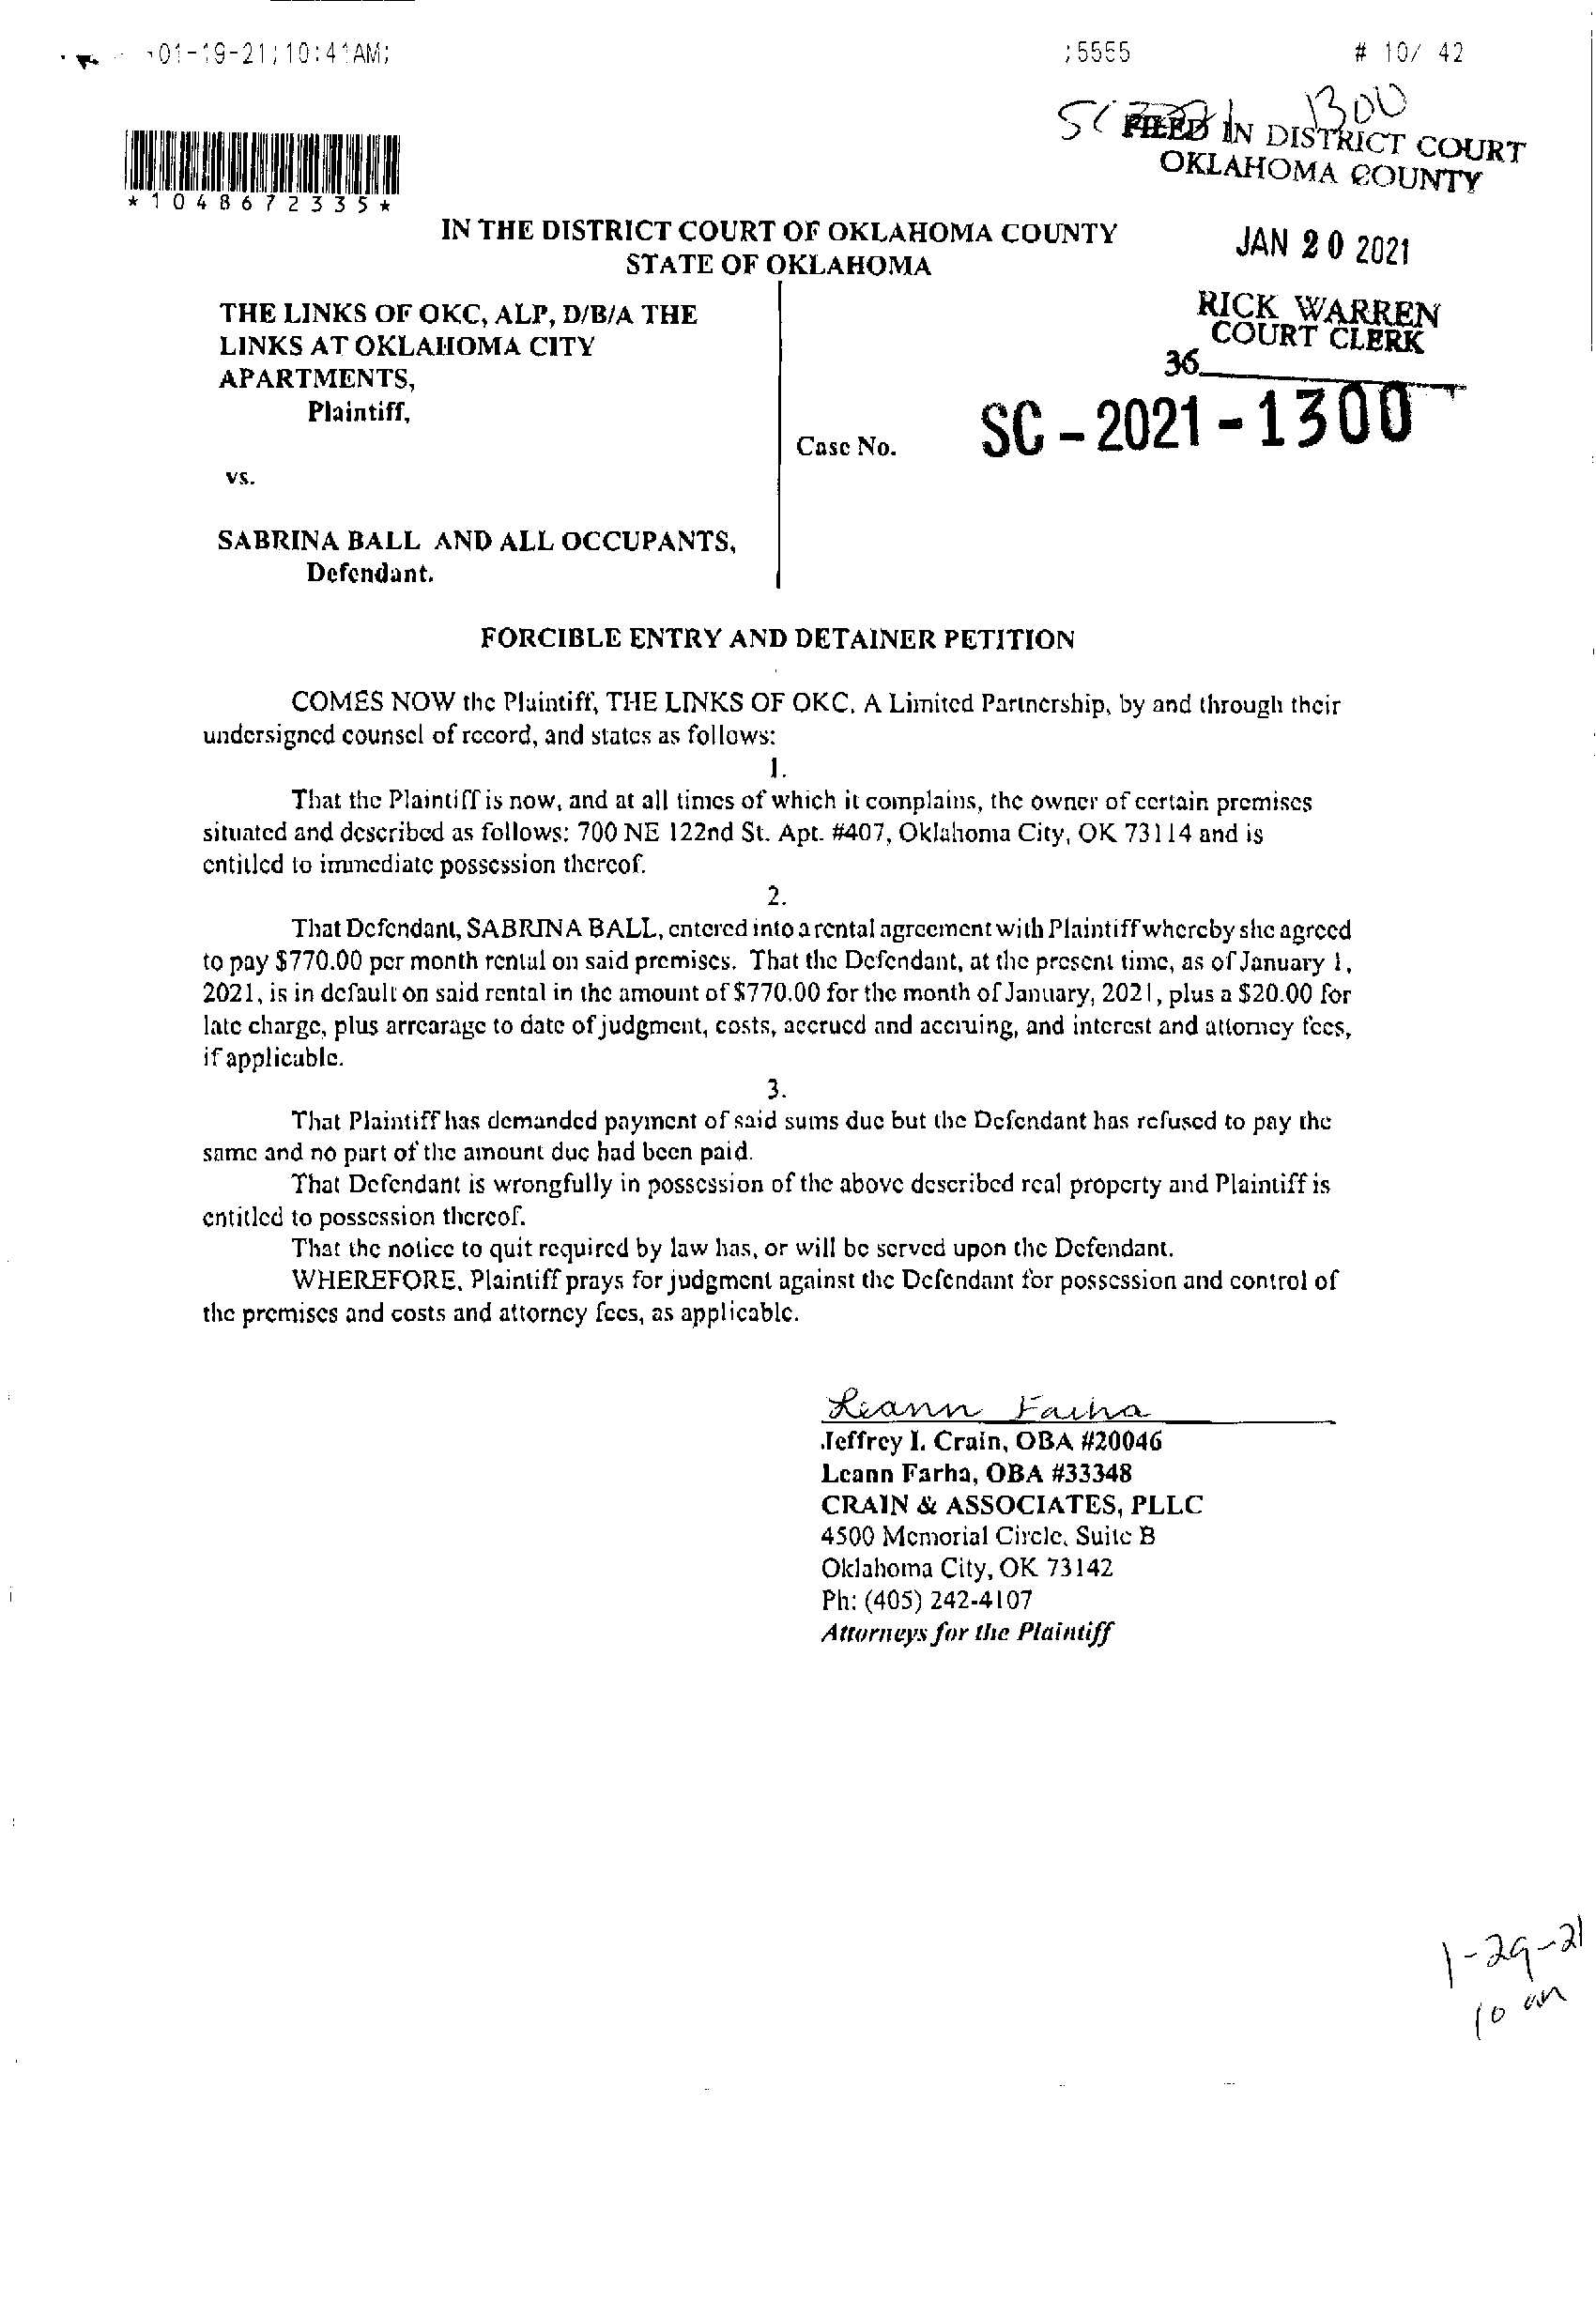 01-19-21;10:41AM;
;5555
# 10/ 42
1300
FILED IN DISTRICT COURT
OKLAHOMA COUNTY
*1048672335*
JAN 20 2021
RICK WARREN
COURT CLERK
36
IN THE DISTRICT COURT OF OKLAHOMA COUNTY
STATE OF OKLAHOMA
THE LINKS OF OKC, ALP, D/B/A THE
LINKS AT OKLAHOMA CITY
APARTMENTS,
Plaintiff,
vs.
SABRINA BALL AND ALL OCCUPANTS,
Defendant.
Case No.
SC-2021-1300
FORCIBLE ENTRY AND DETAINER PETITION
COMES NOW the Plaintiff, THE LINKS OF OKC, A Limited Partnership, by and through their
undersigned counsel of record, and states as follows:
1.
That the Plaintiff is now, and at all times of which it complains, the owner of certain premises
situated and described as follows: 700 NE 122nd St. Apt. #407, Oklahoma City, OK 73114 and is
entitled to immediate possession thereof.
2.
That Defendant, SABRINA BALL, entered into a rental agreement with Plaintiff whereby she agreed
to pay $770.00 per month rental on said premises. That the Defendant, at the present time, as of January 1,
2021, is in default on said rental in the amount of $770.00 for the month of January, 2021, plus a $20.00 for
late charge, plus arrearage to date of judgment, costs, accrued and accruing, and interest and attorney fees,
if applicable.
3.
That Plaintiff has demanded payment of said sums due but the Defendant has refused to pay the
same and no part of the amount due had been paid.
That Defendant is wrongfully in possession of the above described real property and Plaintiff is
entitled to possession thereof.
That the notice to quit required by law has, or will be served upon the Defendant.
WHEREFORE, Plaintiff prays for judgment against the Defendant for possession and control of
the premises and costs and attorney fees, as applicable.
Leann Farha
Jeffrey I. Crain, OBA #20046
Leann Farha, OBA #33348
CRAIN & ASSOCIATES, PLLC
4500 Memorial Circle, Suite B
Oklahoma City, OK 73142
Ph: (405) 242-4107
Attorneys for the Plaintiff
1-29-21
10 am